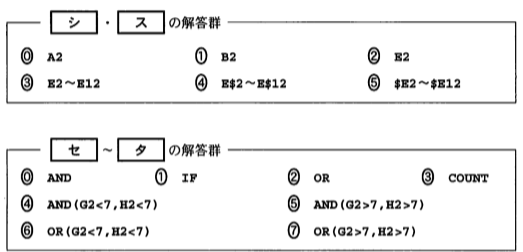 シ・スの解答群
⓪ A2 ① B2 ② E2
③ E2～E12 ④ E$2～E$12 ⑤ $E2～$E12
セ～タの解答群
⓪ AND ① IF ② OR ③ COUNT
④ AND(G2<7,H2<7) ⑤ AND(G2>7,H2>7)
⑥ OR(G2<7,H2<7) ⑦ OR(G2>7,H2>7)